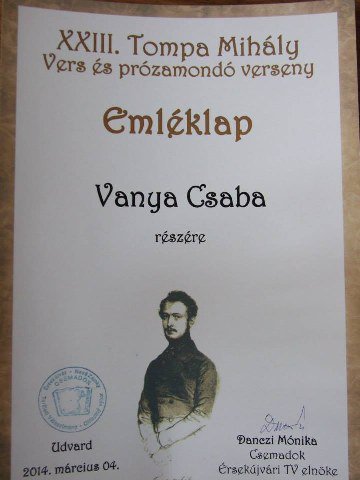 XXIII. Tompa Mihály
Vers és prózamondó verseny
Emléklap
Vanya Csaba
részére
CSEMADOK
Udvard
2014. március 04.
Danczi Mónika
Csemadok
Érsekújvári TV elnöke